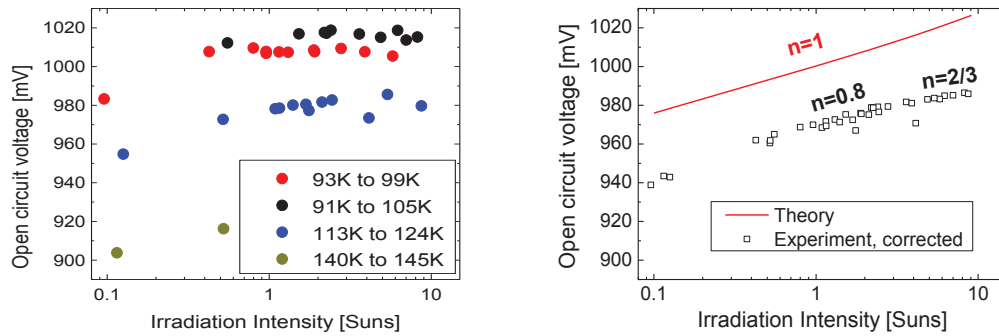 Open circuit voltage [mV]
1020
1000
980
960
940
920
900
93K to 99K
91K to 105K
113K to 124K
140K to 145K
0.1
1
10
Irradiation Intensity [Suns]
Open circuit voltage [mV]
1020
1000
980
960
940
920
900
n=1
n=0.8
n=2/3
Theory
Experiment, corrected
0.1
1
10
Irradiation Intensity [Suns]